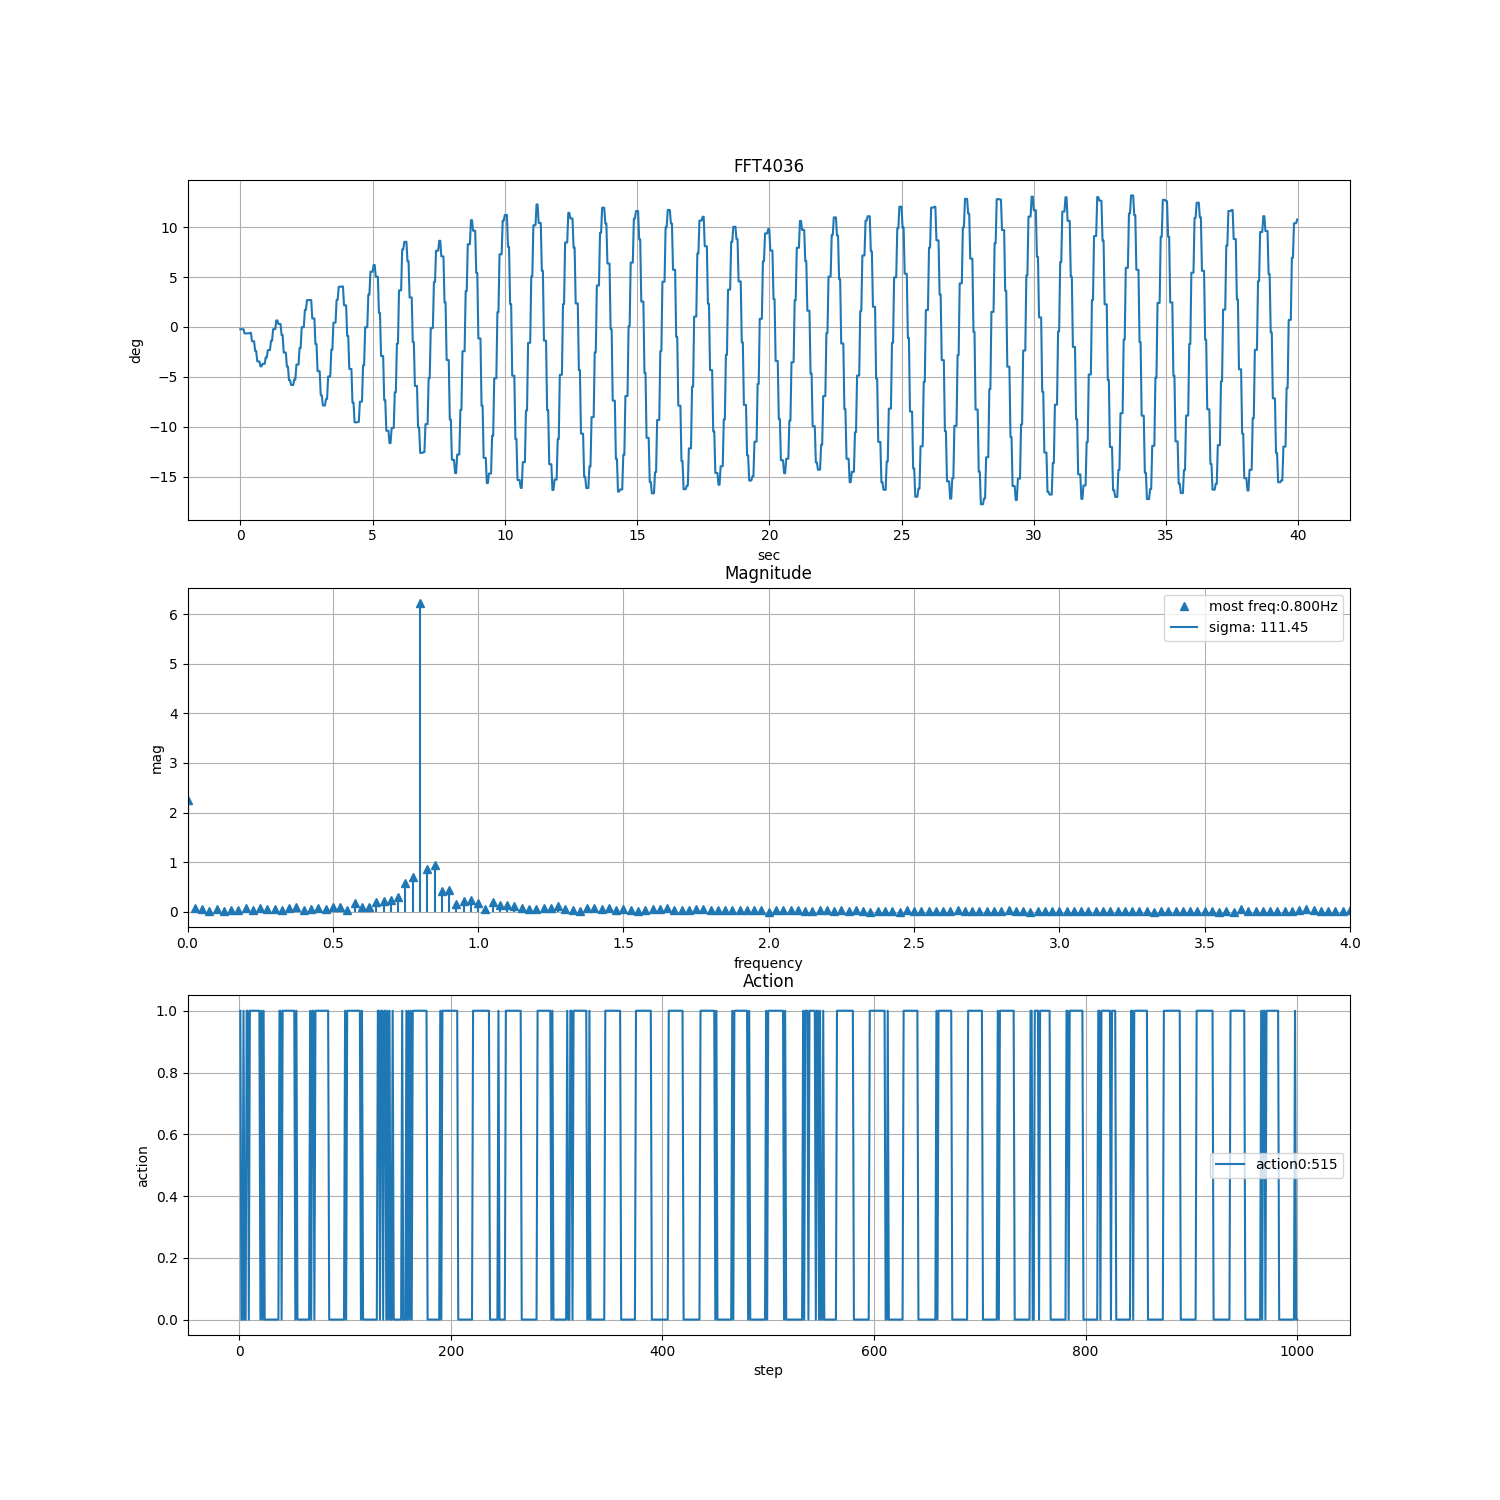 FFT4036
10
5
0
−5
−10
−15
deg
0 5 10 15 20 25 30 35 40
sec
Magnitude
most freq:0.800Hz
sigma: 111.45
6
5
4
3
2
1
0
mag
0.0 0.5 1.0 1.5 2.0 2.5 3.0 3.5 4.0
frequency
Action
1.0
0.8
0.6
0.4
0.2
0.0
action
action0:515
0 200 400 600 800 1000
step